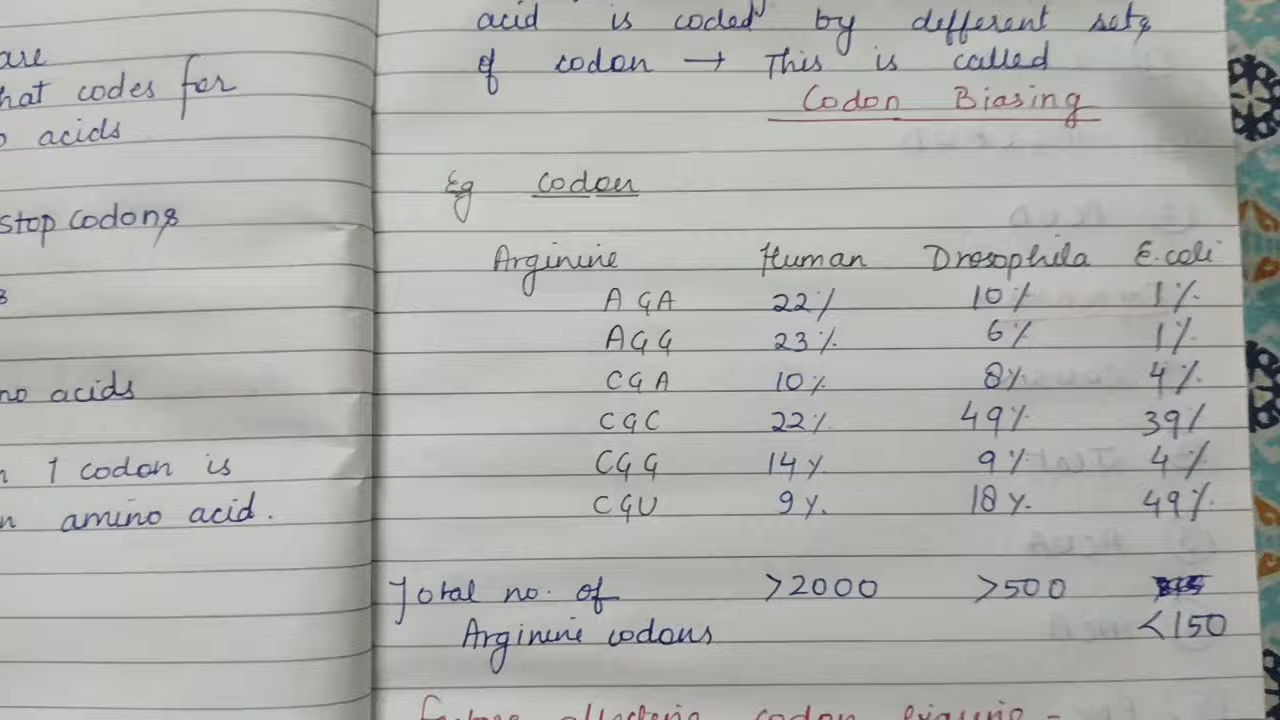 are
hat codes for
acids
stop codons
no acids
1 codon is
amino acid.
acid is coded by different sets
of codon → This is called
Codon Biasing
Eg codon
Arginine Human Drosophila E.coli
AGA 22% 10% 1%
AGG 23% 6% 1%
CGA 10% 8% 4%
CGC 22% 49% 39%
CGG 14% 9% 4%
CGU 9% 18% 49%
Total no. of >2000 >500
<150
Arginine codons
codon